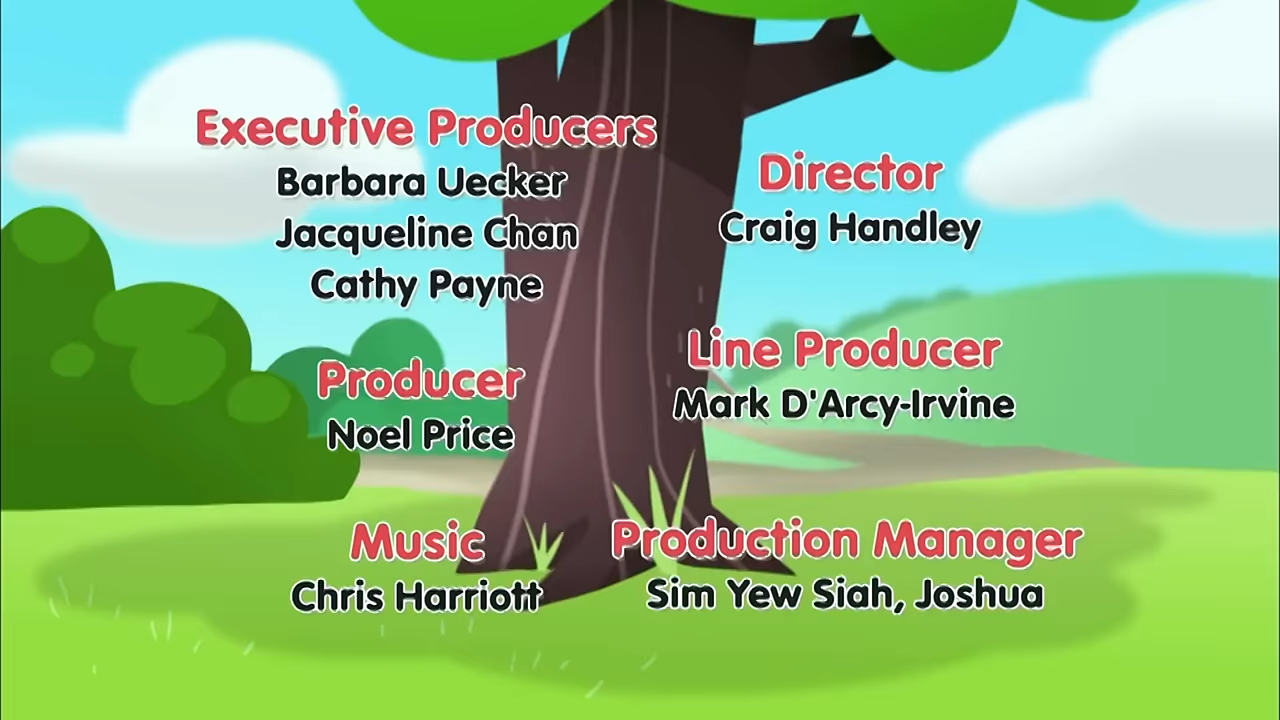 Executive Producers
Barbara Uecker
Jacqueline Chan
Cathy Payne
Producer
Noel Price
Music
Chris Harriott
Director
Craig Handley
Line Producer
Mark D'Arcy-Irvine
Production Manager
Sim Yew Siah, Joshua